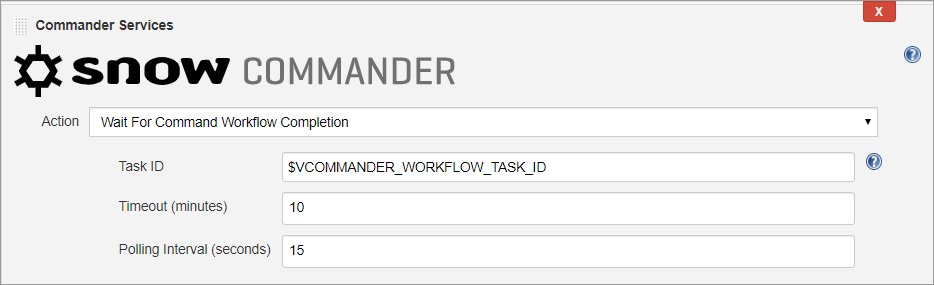 X
Commander Services
snow COMMANDER
?
Action Wait For Command Workflow Completion
Task ID $VCOMMANDER_WORKFLOW_TASK_ID ?
Timeout (minutes) 10
Polling Interval (seconds) 15